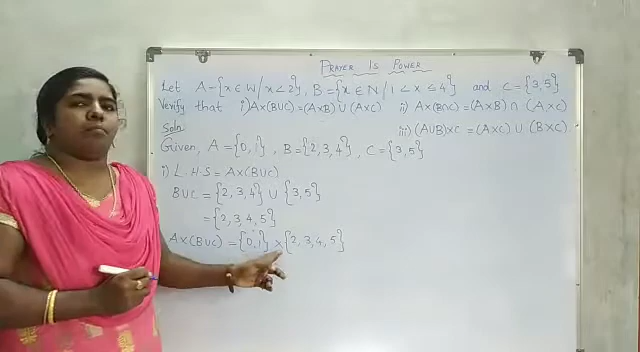 PRAYER IS POWER
Let A={x∈W/x<2}, B={x∈N/1<x≤4} and C={3,5}
Verify that i) A×(B∪C)=(A×B)∪(A×C) ii) A×(B∩C)=(A×B)∩(A×C)
iii) (A∪B)×C=(A×C)∪(B×C)
Soln
Given, A={0,1}, B={2,3,4}, C={3,5}
i) L.H.S=A×(B∪C)
B∪C={2,3,4}∪{3,5}
={2,3,4,5}
A×(B∪C)={0,1}×{2,3,4,5}